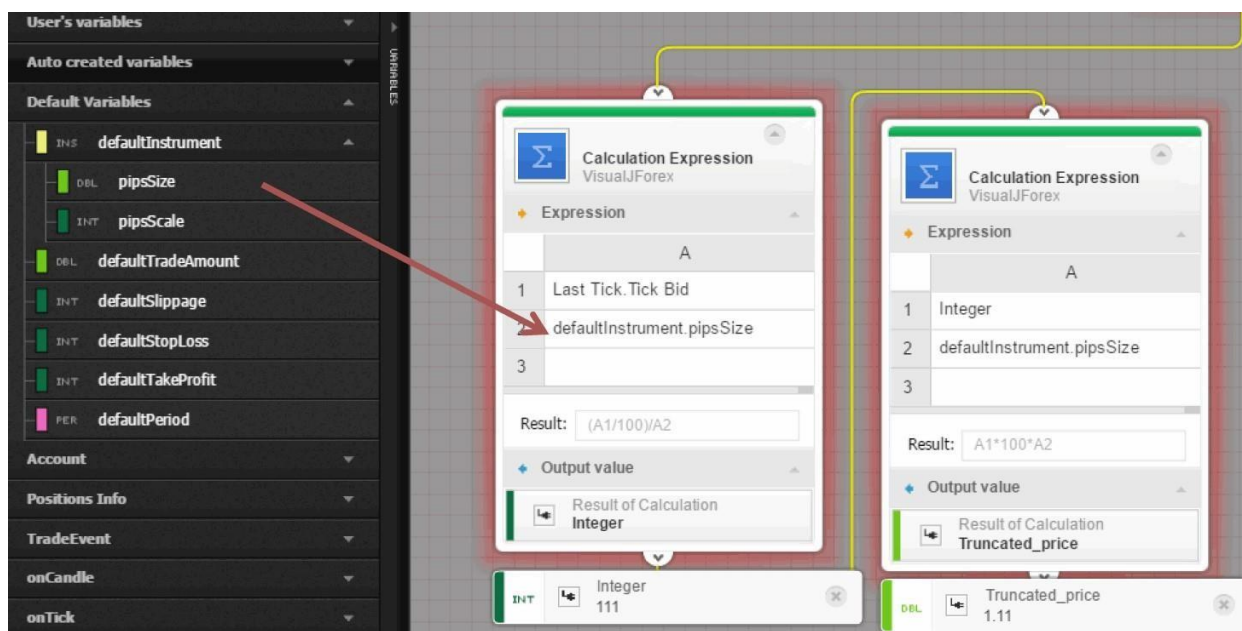 User's variables
Auto created variables
Default Variables
INS defaultInstrument
DBL pipsSize
INT pipsScale
DBL defaultTradeAmount
INT defaultSlippage
INT defaultStopLoss
INT defaultTakeProfit
PER defaultPeriod
Account
Positions Info
TradeEvent
onCandle
onTick
VARIABLES
Calculation Expression
VisualJForex
Expression
A
1 Last Tick.Tick Bid
2 defaultInstrument.pipsSize
3
Result: (A1/100)/A2
Output value
Result of Calculation
Integer
INT Integer
111
Calculation Expression
VisualJForex
Expression
A
1 Integer
2 defaultInstrument.pipsSize
3
Result: A1*100*A2
Output value
Result of Calculation
Truncated_price
DBL Truncated_price
1.11